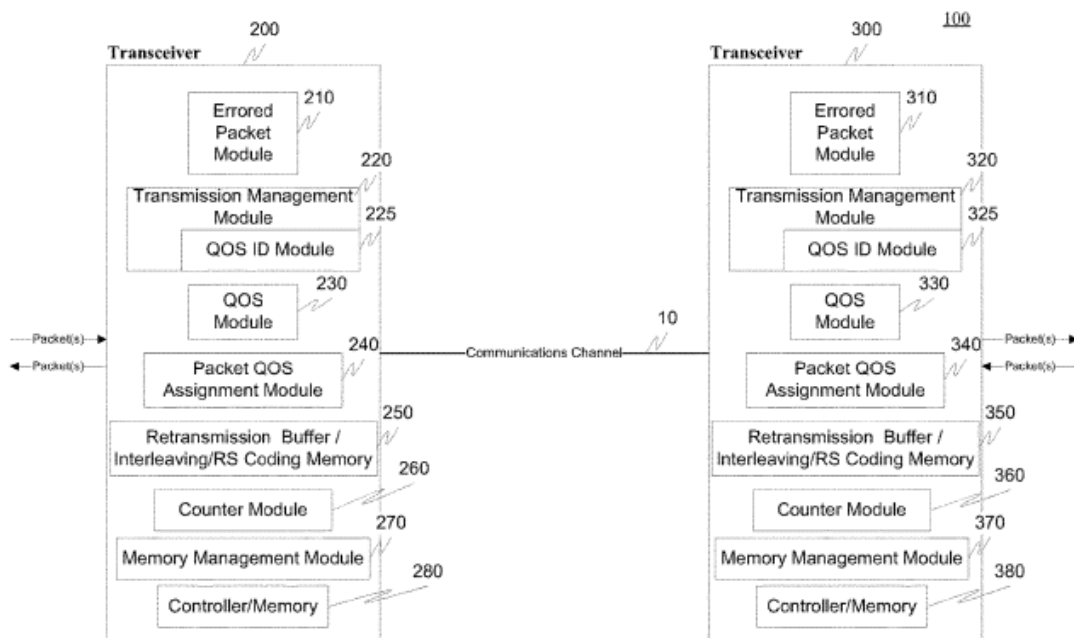 100
200
Transceiver
210
Errored
Packet
Module
220
Transmission Management
Module
225
QOS ID Module
230
QOS
Module
Packet(s)
Packet(s)
240
Packet QOS
Assignment Module
250
Retransmission Buffer /
Interleaving/RS Coding Memory
260
Counter Module
270
Memory Management Module
280
Controller/Memory
10
Communications Channel
300
Transceiver
310
Errored
Packet
Module
320
Transmission Management
Module
325
QOS ID Module
330
QOS
Module
Packet(s)
Packet(s)
340
Packet QOS
Assignment Module
350
Retransmission Buffer /
Interleaving/RS Coding Memory
360
Counter Module
370
Memory Management Module
380
Controller/Memory